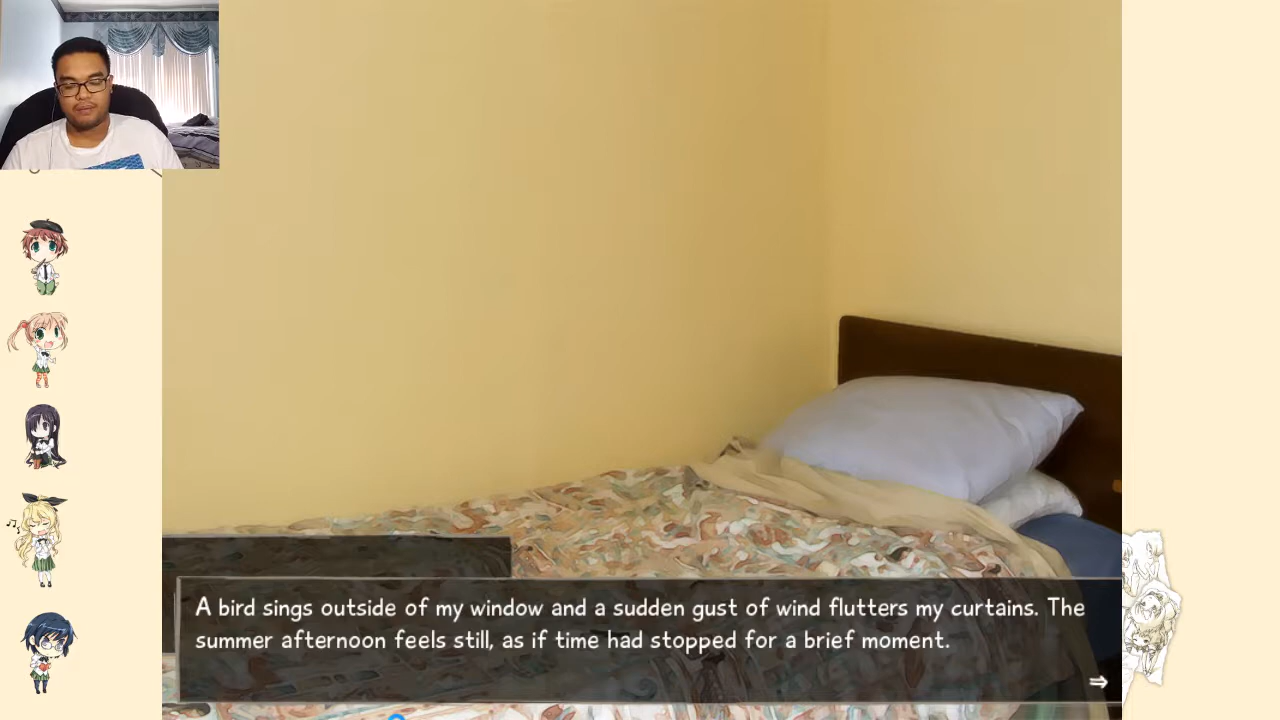 A bird sings outside of my window and a sudden gust of wind flutters my curtains. The
summer afternoon feels still, as if time had stopped for a brief moment.